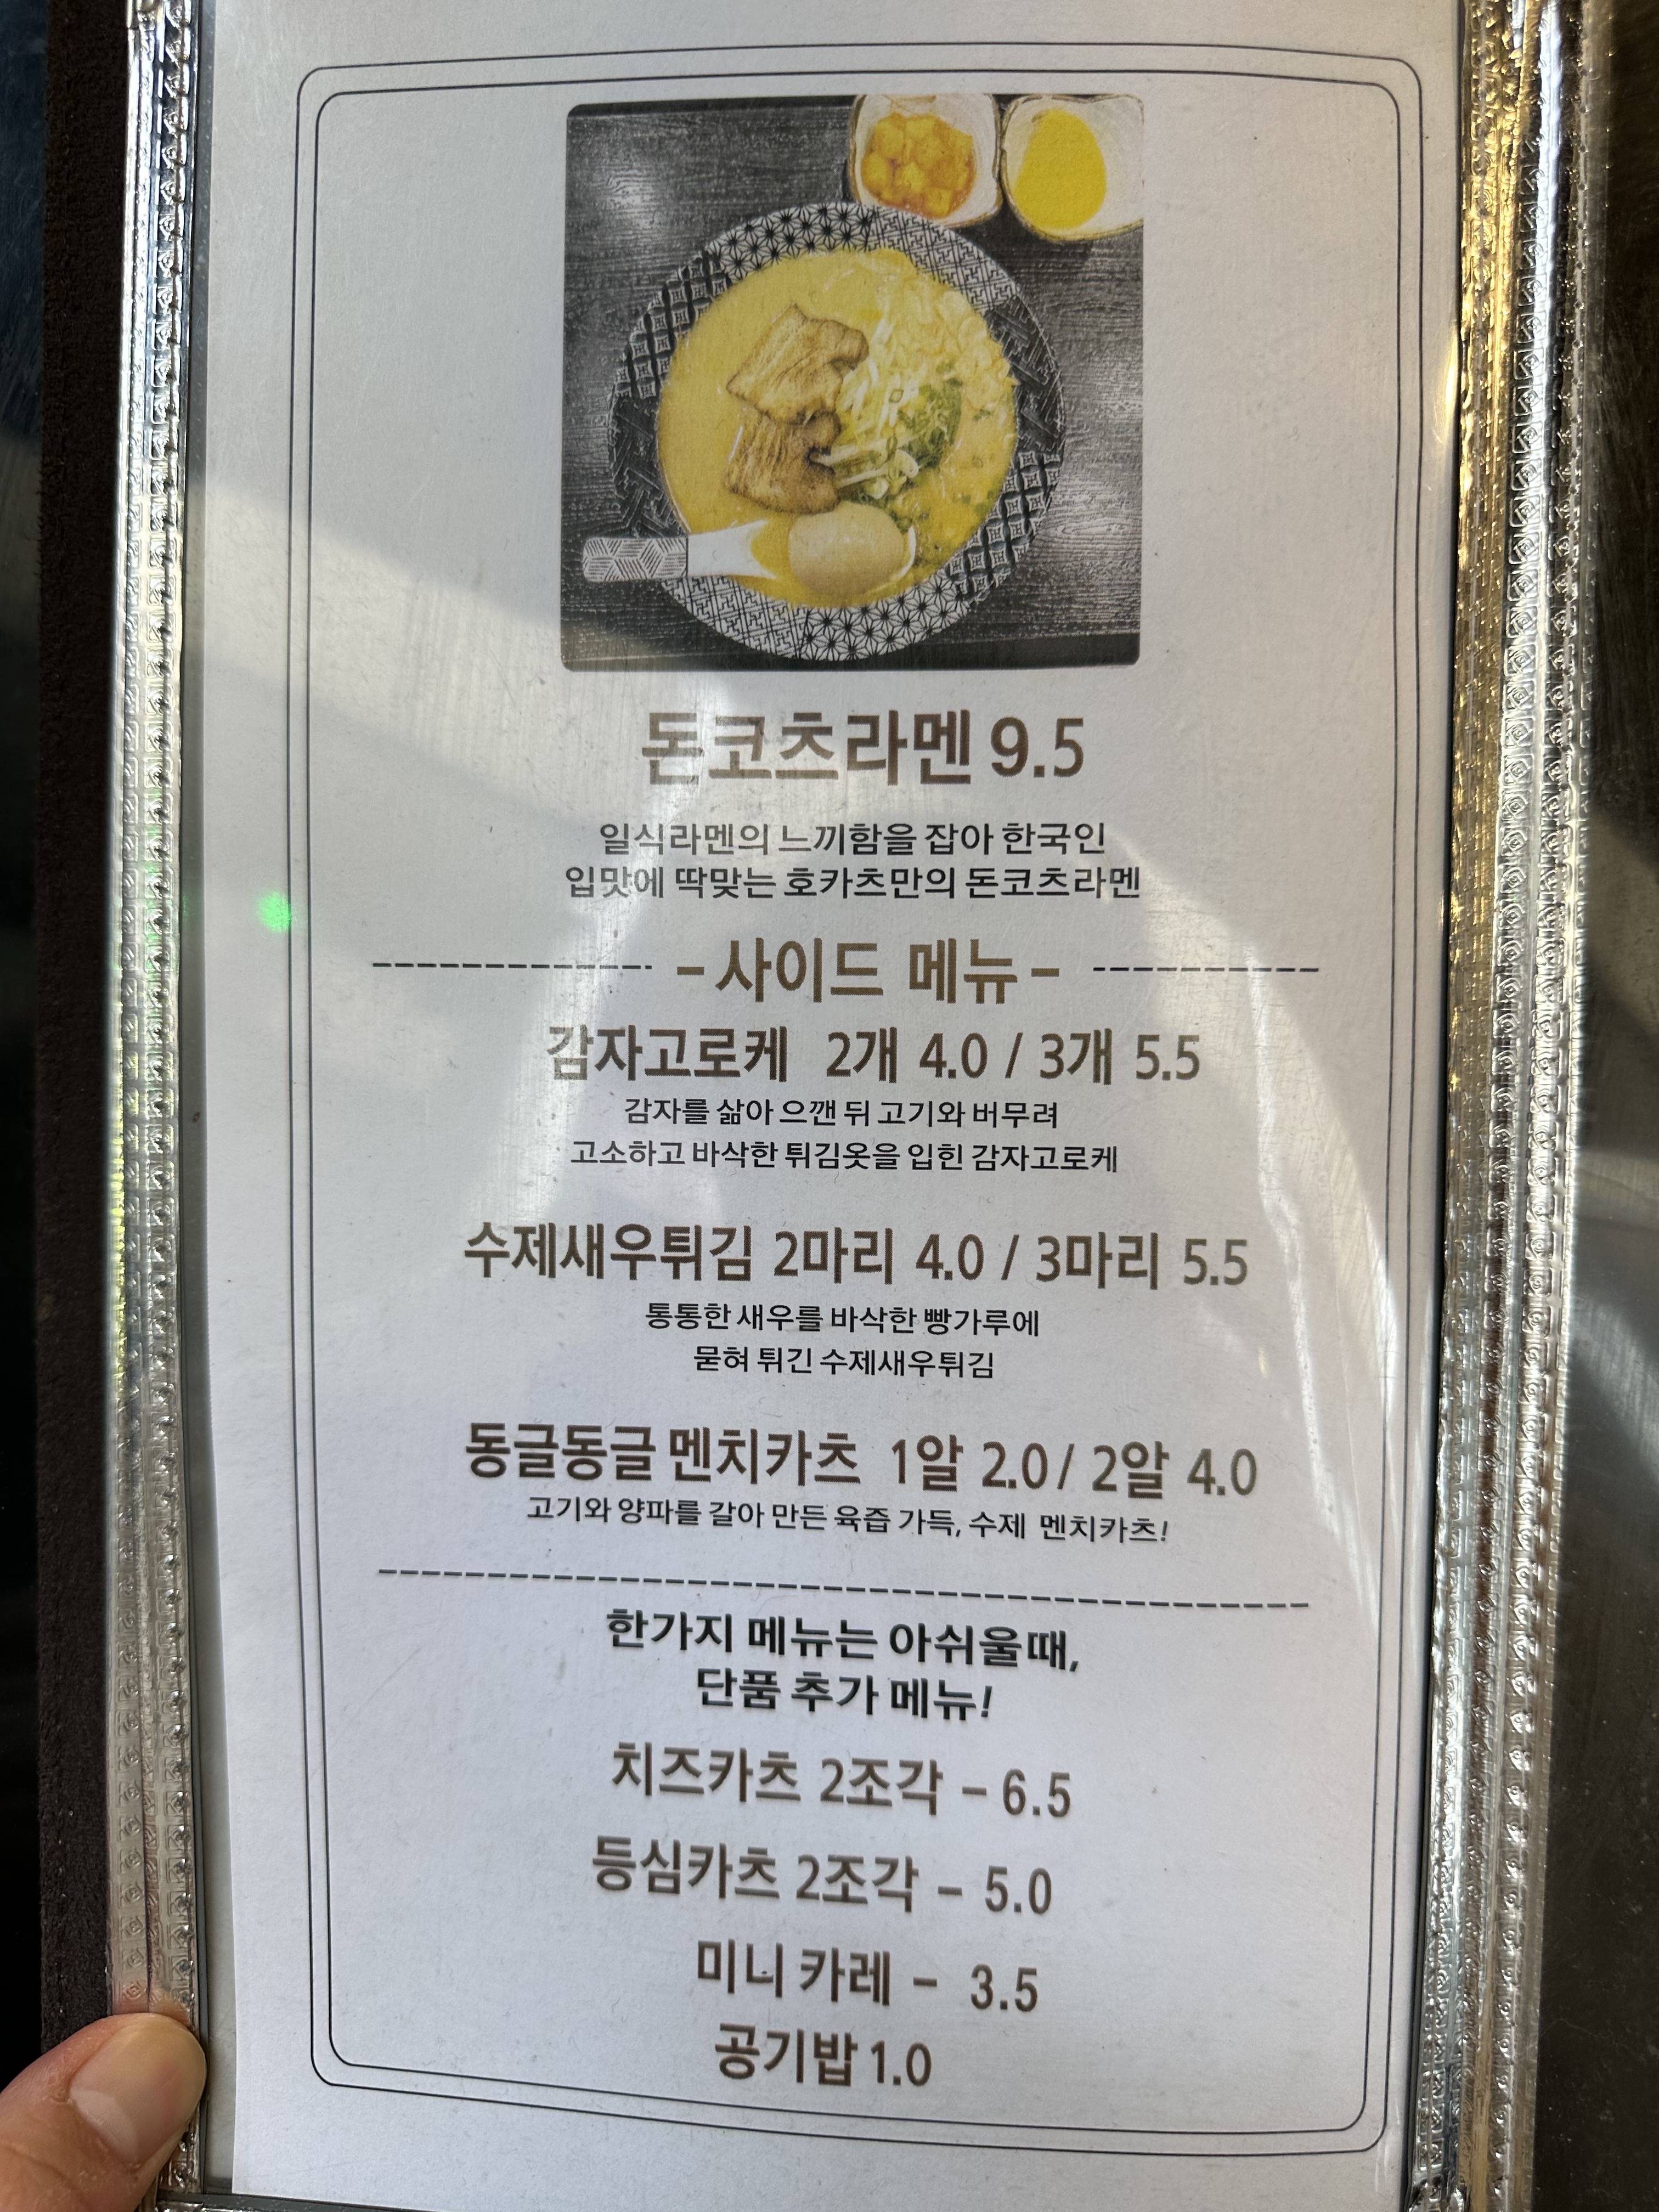 돈코츠라멘 9.5
일식라멘의 느끼함을 잡아 한국인
입맛에 딱맞는 호카츠만의 돈코츠라멘
-사이드 메뉴-
감자고로케 2개 4.0 / 3개 5.5
감자를 삶아 으깬 뒤 고기와 버무려
고소하고 바삭한 튀김옷을 입힌 감자고로케
수제새우튀김 2마리 4.0 / 3마리 5.5
통통한 새우를 바삭한 빵가루에
묻혀 튀긴 수제새우튀김
동글동글 멘치카츠 1알 2.0/ 2알 4.0
고기와 양파를 갈아 만든 육즙 가득, 수제 멘치카츠!
한가지 메뉴는 아쉬울때,
단품 추가 메뉴!
치즈카츠 2조각 - 6.5
등심카츠 2조각 - 5.0
미니 카레 - 3.5
공기밥 1.0